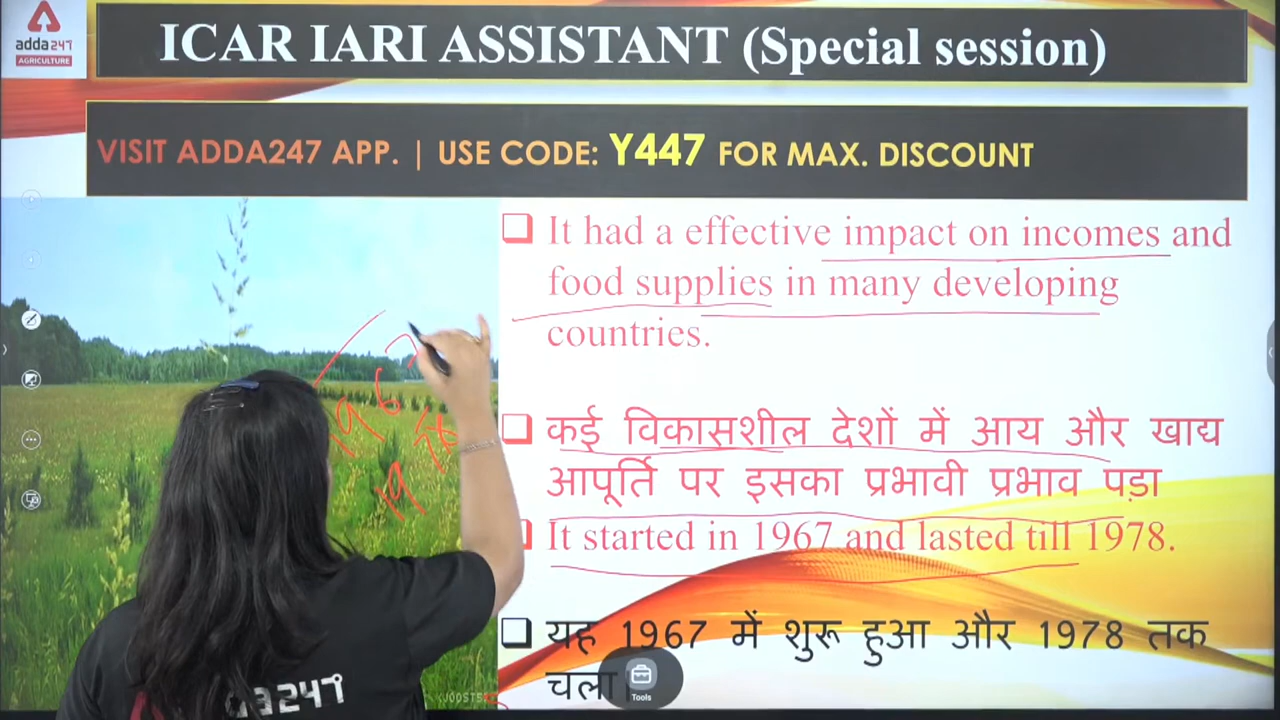 adda247
AGRICULTURE
ICAR IARI ASSISTANT (Special session)
VISIT ADDA247 APP. | USE CODE: Y447 FOR MAX. DISCOUNT
It had a effective impact on incomes and
food supplies in many developing
countries.
कई विकासशील देशों में आय और खाद्य
आपूर्ति पर इसका प्रभावी प्रभाव पड़ा
It started in 1967 and lasted till 1978.
यह 1967 में शुरू हुआ और 1978 तक
चला
1967
19
Tools